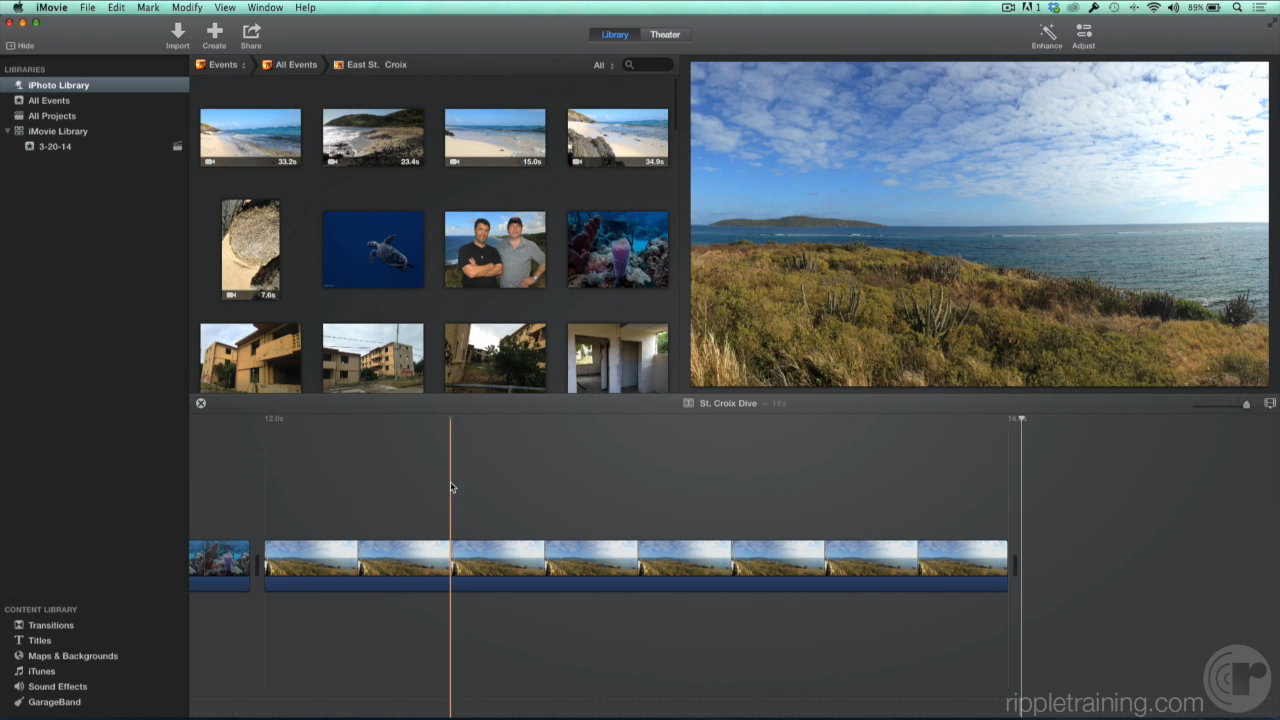 iMovie File Edit Mark Modify View Window Help
1 89%
Hide Import Create Share Library Theater Enhance Adjust
LIBRARIES
iPhoto Library
All Events
All Projects
iMovie Library
3-20-14
Events All Events East St. Croix All
33.2s 23.4s 15.0s 34.9s
7.6s
St. Croix Dive – 16s
12.0s
CONTENT LIBRARY
Transitions
T Titles
Maps & Backgrounds
iTunes
Sound Effects
GarageBand
rippletraining.com